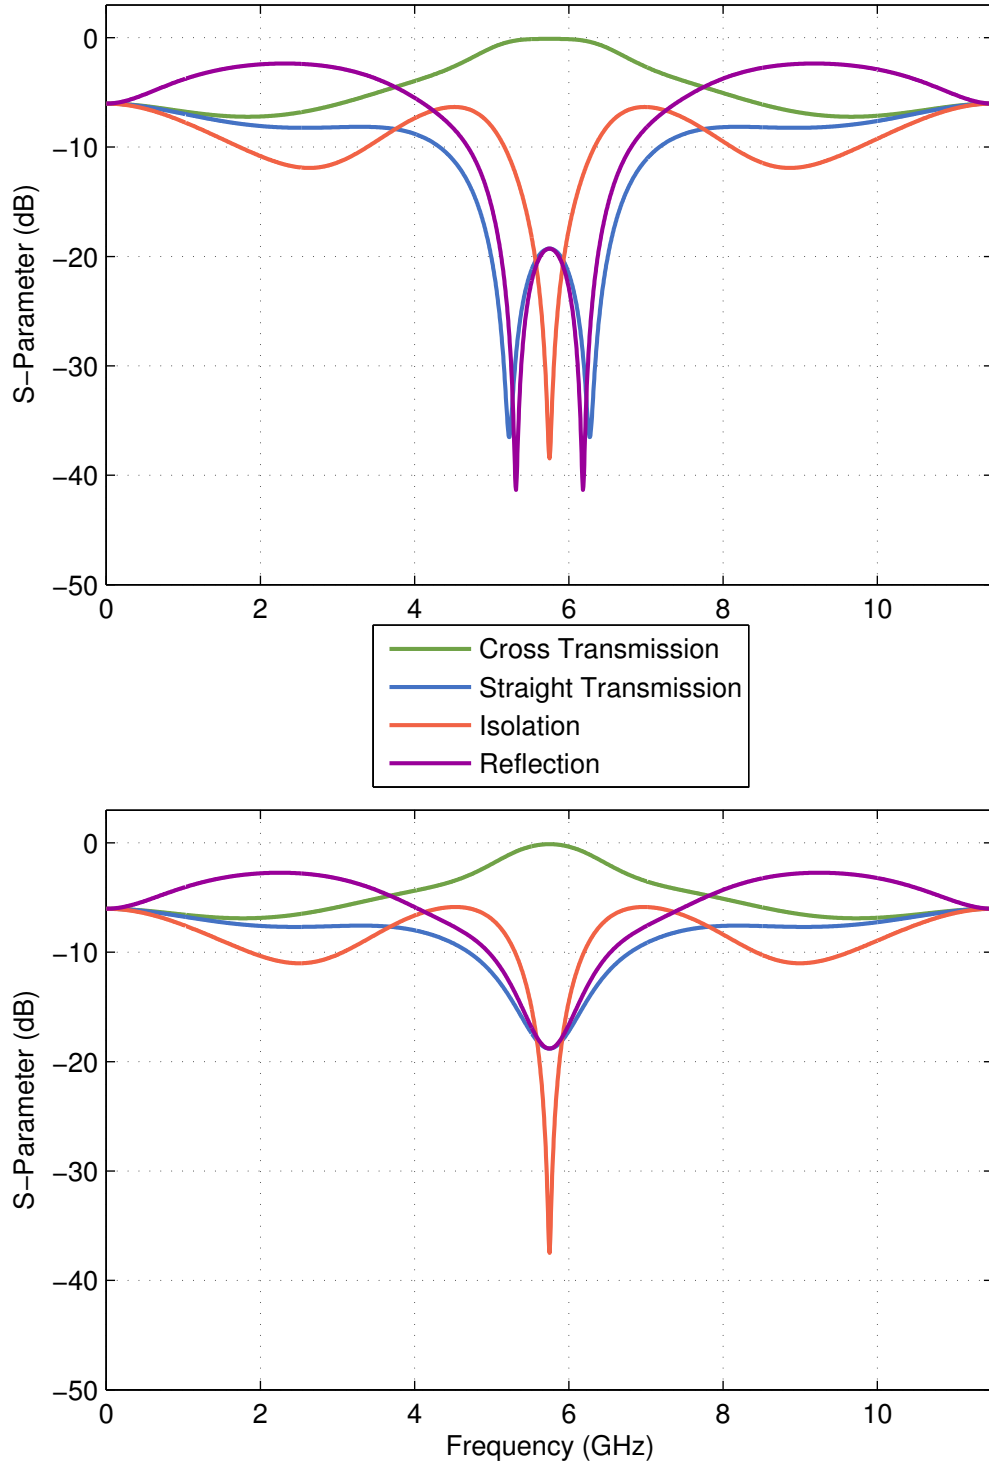 0
−10
−20
−30
−40
−50
S−Parameter (dB)
0 2 4 6 8 10
Cross Transmission
Straight Transmission
Isolation
Reflection
0
−10
−20
−30
−40
−50
S−Parameter (dB)
0 2 4 6 8 10
Frequency (GHz)